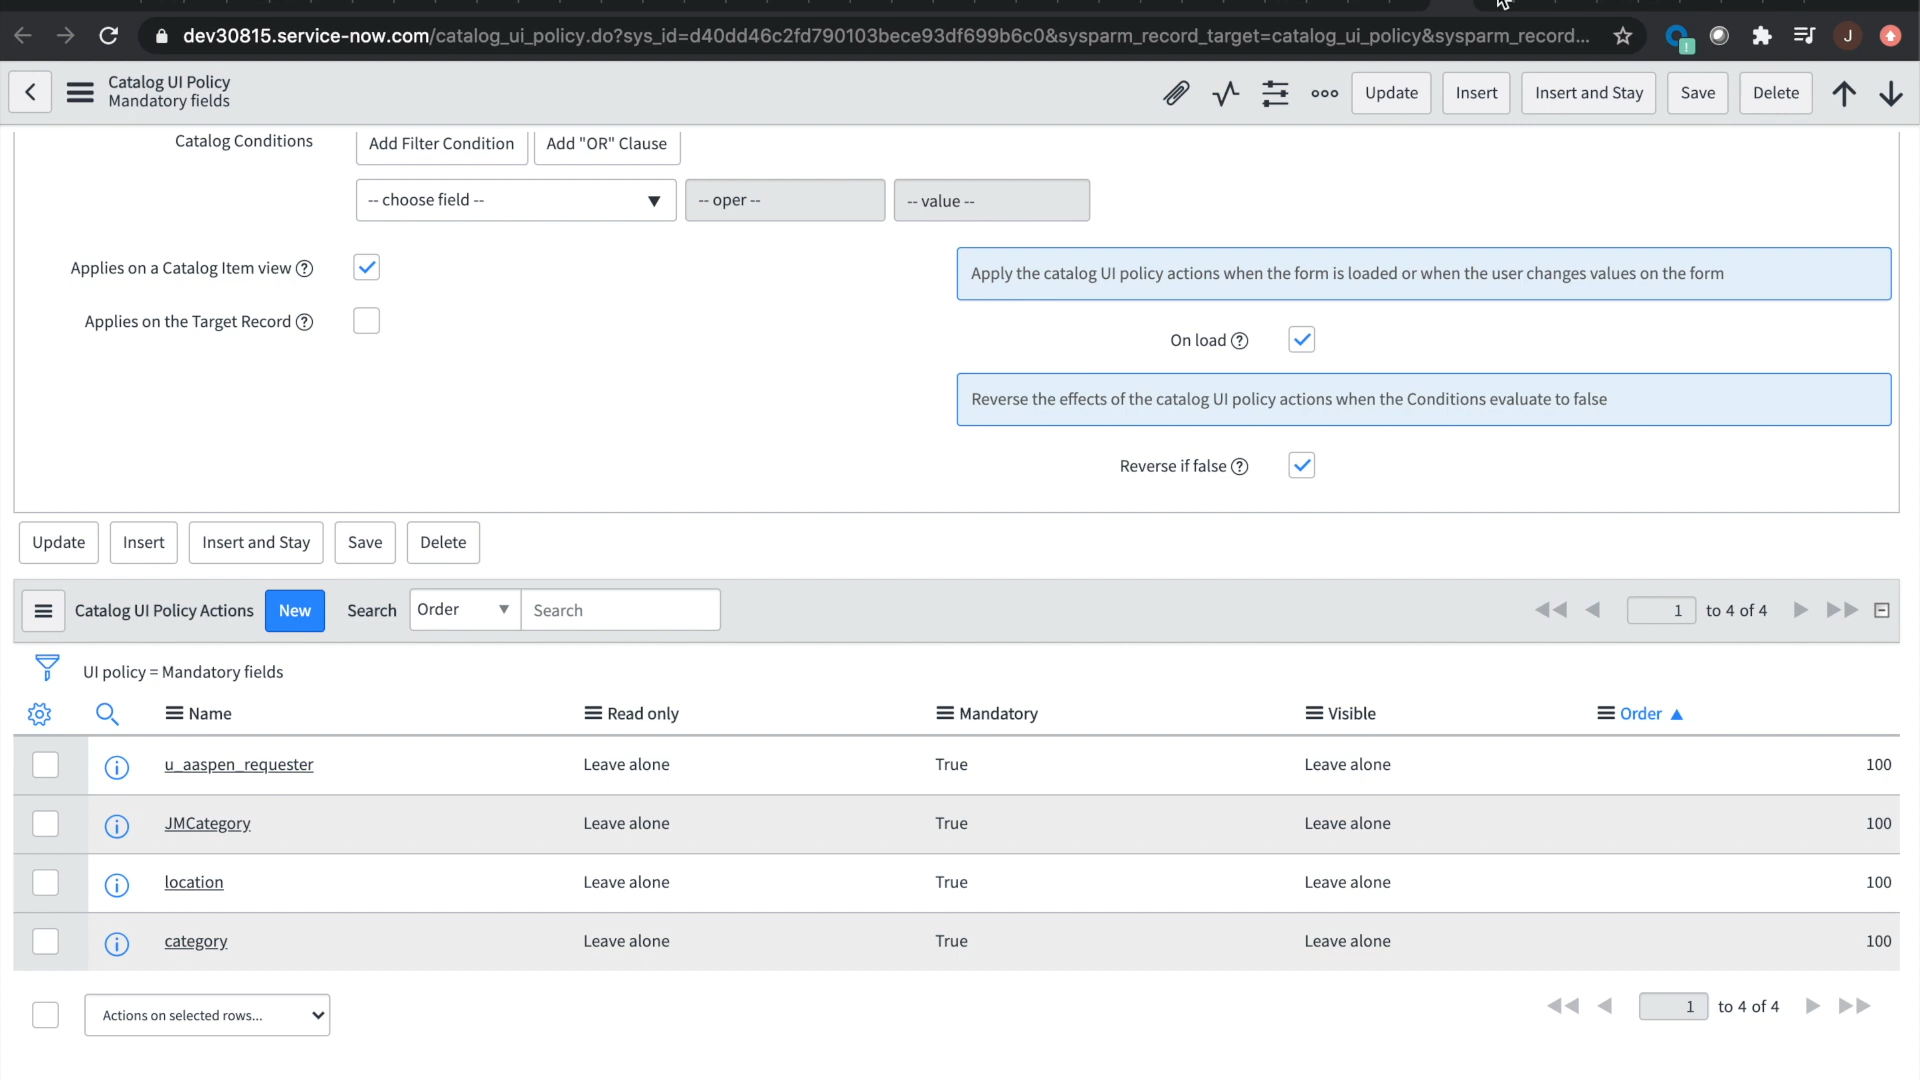 dev30815.service-now.com/catalog_ui_policy.do?sys_id=d40dd46c2fd790103bece93df699b6c0&sysparm_record_target=catalog_ui_policy&sysparm_record...
J
Catalog UI Policy
Mandatory fields
Update
Insert
Insert and Stay
Save
Delete
Catalog Conditions
Add Filter Condition
Add "OR" Clause
-- choose field --
-- oper --
-- value --
Applies on a Catalog Item view
Apply the catalog UI policy actions when the form is loaded or when the user changes values on the form
Applies on the Target Record
On load
Reverse the effects of the catalog UI policy actions when the Conditions evaluate to false
Reverse if false
Update
Insert
Insert and Stay
Save
Delete
Catalog UI Policy Actions
New
Search
Order
Search
1 to 4 of 4
UI policy = Mandatory fields
Name Read only Mandatory Visible Order
u_aaspen_requester Leave alone True Leave alone 100
JMCategory Leave alone True Leave alone 100
location Leave alone True Leave alone 100
category Leave alone True Leave alone 100
Actions on selected rows...
1 to 4 of 4